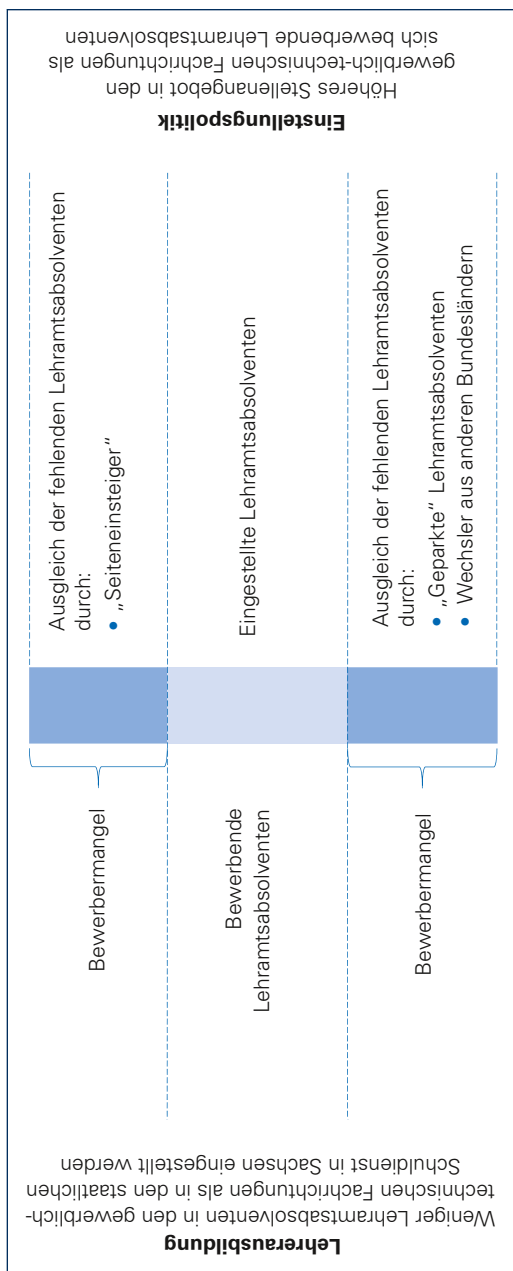 Lehrerausbildung
Weniger Lehramtsabsolventen in den gewerblich-
technischen Fachrichtungen als in den staatlichen
Schuldienst in Sachsen eingestellt werden
Bewerbermangel
Bewerbende
Lehramtsabsolventen
Bewerbermangel
Ausgleich der fehlenden Lehramtsabsolventen
durch:
• „Seiteneinsteiger“
Eingestellte Lehramtsabsolventen
Ausgleich der fehlenden Lehramtsabsolventen
durch:
• „Geparkte“ Lehramtsabsolventen
• Wechsler aus anderen Bundesländern
Einstellungspolitik
Höheres Stellenangebot in den
gewerblich-technischen Fachrichtungen als
sich bewerbende Lehramtsabsolventen